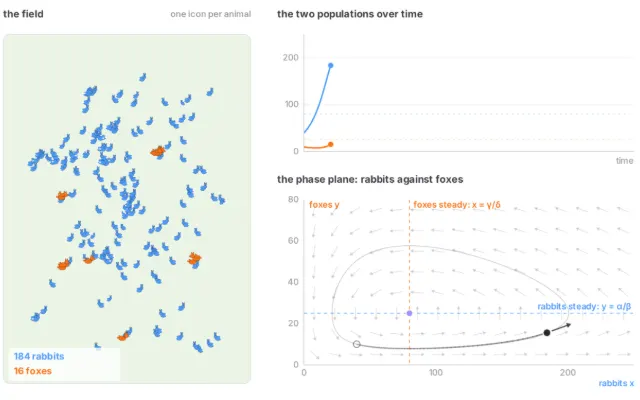 the field
one icon per animal
184 rabbits
16 foxes
the two populations over time
200
100
0
time
the phase plane: rabbits against foxes
80
foxes y
foxes steady: x = γ/δ
60
40
rabbits steady: y = α/β
20
0
0
100
200
rabbits x